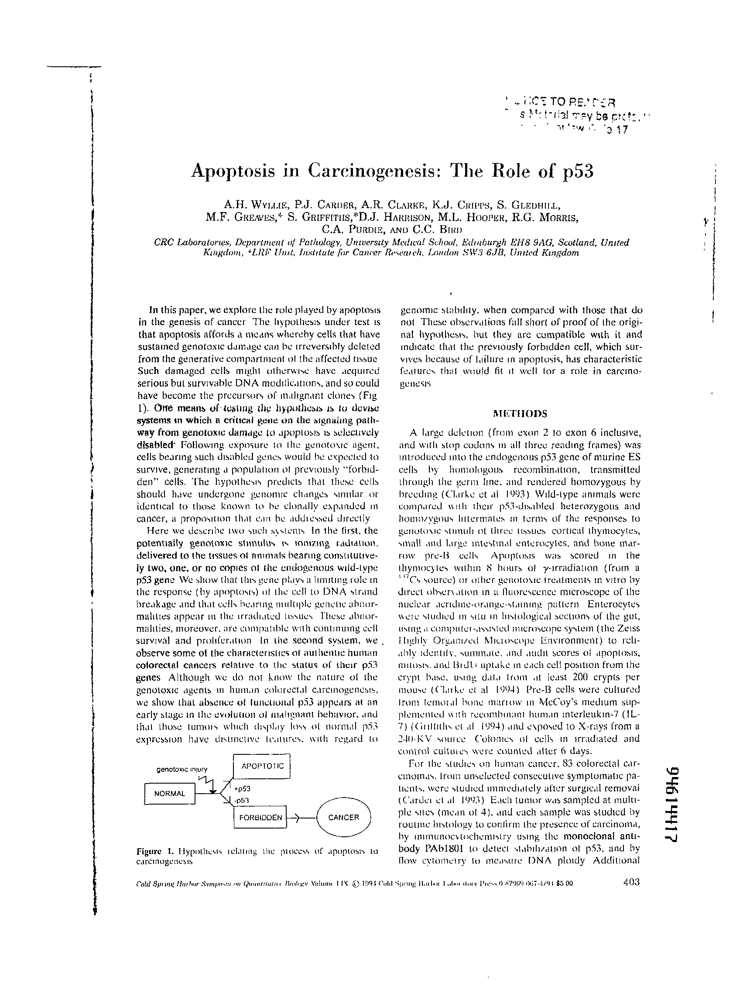 TO READER
may be
17
Apoptosis in Carcinogenesis: The Role of p53
A.H. WYLLIE, P.J. CARDER, A.R. CLARKE, K.J. CRIPPS, S. GLEDHILL,
M.F. GREAVES,+ S. GRIFFITHS,*D.J. HARRISON, M.L. HOOPER, R.G. MORRIS,
C.A. PURDIE, AND C.C. BIRD
CRC Laboratories, Department of Pathology, University Medical School, Edinburgh EH8 9AG, Scotland, United
Kingdom, +LRF Unit, Institute for Cancer Research, London SW3 6JB, United Kingdom
In this paper, we explore the role played by apoptosis
in the genesis of cancer The hypothesis under test is
that apoptosis affords a means whereby cells that have
sustained genotoxic damage can be irreversibly deleted
from the generative compartment of the affected tissue
Such damaged cells might otherwise have acquired
serious but survivable DNA modifications, and so could
have become the precursors of malignant clones (Fig
1). One means of testing the hypothesis is to devise
systems in which a critical gene on the signaling path-
way from genotoxic damage to apoptosis is selectively
disabled Following exposure to the genotoxic agent,
cells bearing such disabled genes would be expected to
survive, generating a population of previously "forbid-
den" cells. The hypothesis predicts that these cells
should have undergone genomic changes similar or
identical to those known to be clonally expanded in
cancer, a proposition that can be addressed directly
Here we describe two such systems In the first, the
potentially genotoxic stimulus is ionizing radiation,
delivered to the tissues of animals bearing constitutive-
ly two, one, or no copies of the endogenous wild-type
p53 gene We show that this gene plays a limiting role in
the response (by apoptosis) of the cell to DNA strand
breakage and that cells bearing multiple genetic abnor-
malities appear in the irradiated tissues These abnor-
malities, moreover, are compatible with continuing cell
survival and proliferation In the second system, we
observe some of the characteristics of authentic human
colorectal cancers relative to the status of their p53
genes Although we do not know the nature of the
genotoxic agents in human colorectal carcinogenesis,
we show that absence of functional p53 appears at an
early stage in the evolution of malignant behavior, and
that those tumors which display loss of normal p53
expression have distinctive features, with regard to
genotoxic injury
NORMAL
APOPTOTIC
+p53
-p53
FORBIDDEN
CANCER
Figure 1. Hypothesis relating the process of apoptosis to
carcinogenesis
genomic stability, when compared with those that do
not These observations fall short of proof of the origi-
nal hypothesis, but they are compatible with it and
indicate that the previously forbidden cell, which sur-
vives because of failure in apoptosis, has characteristic
features that would fit it well for a role in carcino-
genesis
METHODS
A large deletion (from exon 2 to exon 6 inclusive,
and with stop codons in all three reading frames) was
introduced into the endogenous p53 gene of murine ES
cells by homologous recombination, transmitted
through the germ line, and rendered homozygous by
breeding (Clarke et al 1993) Wild-type animals were
compared with their p53-disabled heterozygous and
homozygous littermates in terms of the responses to
genotoxic stimuli of three tissues cortical thymocytes,
small and large intestinal enterocytes, and bone mar-
row pre-B cells Apoptosis was scored in the
thymocytes within 8 hours of γ-irradiation (from a
137Cs source) or other genotoxic treatments in vitro by
direct observation in a fluorescence microscope of the
nuclear acridine-orange-staining pattern Enterocytes
were studied in situ in histological sections of the gut,
using a computer-assisted microscope system (the Zeiss
Highly Organized Microscope Environment) to reli-
ably identify, summate, and audit scores of apoptosis,
mitosis, and BrdU uptake in each cell position from the
crypt base, using data from at least 200 crypts per
mouse (Clarke et al 1994) Pre-B cells were cultured
from femoral bone marrow in McCoy's medium sup-
plemented with recombinant human interleukin-7 (IL-
7) (Griffiths et al 1994) and exposed to X-rays from a
240-KV source Colonies of cells in irradiated and
control cultures were counted after 6 days.
For the studies on human cancer, 83 colorectal car-
cinomas, from unselected consecutive symptomatic pa-
tients, were studied immediately after surgical removal
(Carder et al 1993) Each tumor was sampled at multi-
ple sites (mean of 4), and each sample was studied by
routine histology to confirm the presence of carcinoma,
by immunocytochemistry using the monoclonal anti-
body PAb1801 to detect stabilization of p53, and by
flow cytometry to measure DNA ploidy Additional
Cold Spring Harbor Symposia on Quantitative Biology Volume LIX © 1994 Cold Spring Harbor Laboratory Press 0 87969 067-4/94 $5 00
403
94614417